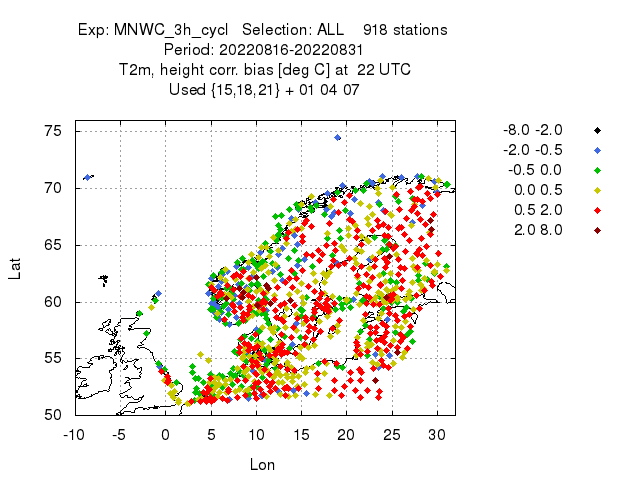 Exp: MNWC_3h_cycl   Selection: ALL    918 stations
Period: 20220816-20220831
T2m, height corr. bias [deg C] at  22 UTC
Used {15,18,21} + 01 04 07
-8.0 -2.0
-2.0 -0.5
-0.5 0.0
0.0 0.5
0.5 2.0
2.0 8.0
75
70
65
60
55
50
Lat
-10 -5 0 5 10 15 20 25 30
Lon